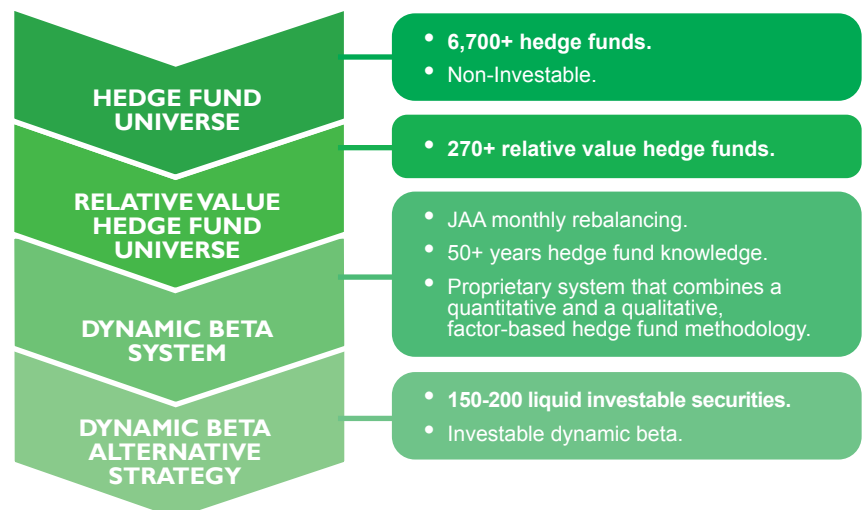 HEDGE FUND
UNIVERSE
• 6,700+ hedge funds.
• Non-Investable.
RELATIVE VALUE
HEDGE FUND
UNIVERSE
• 270+ relative value hedge funds.
DYNAMIC BETA
SYSTEM
• JAA monthly rebalancing.
• 50+ years hedge fund knowledge.
• Proprietary system that combines a
quantitative and a qualitative,
factor-based hedge fund methodology.
DYNAMIC BETA
ALTERNATIVE
STRATEGY
• 150-200 liquid investable securities.
• Investable dynamic beta.